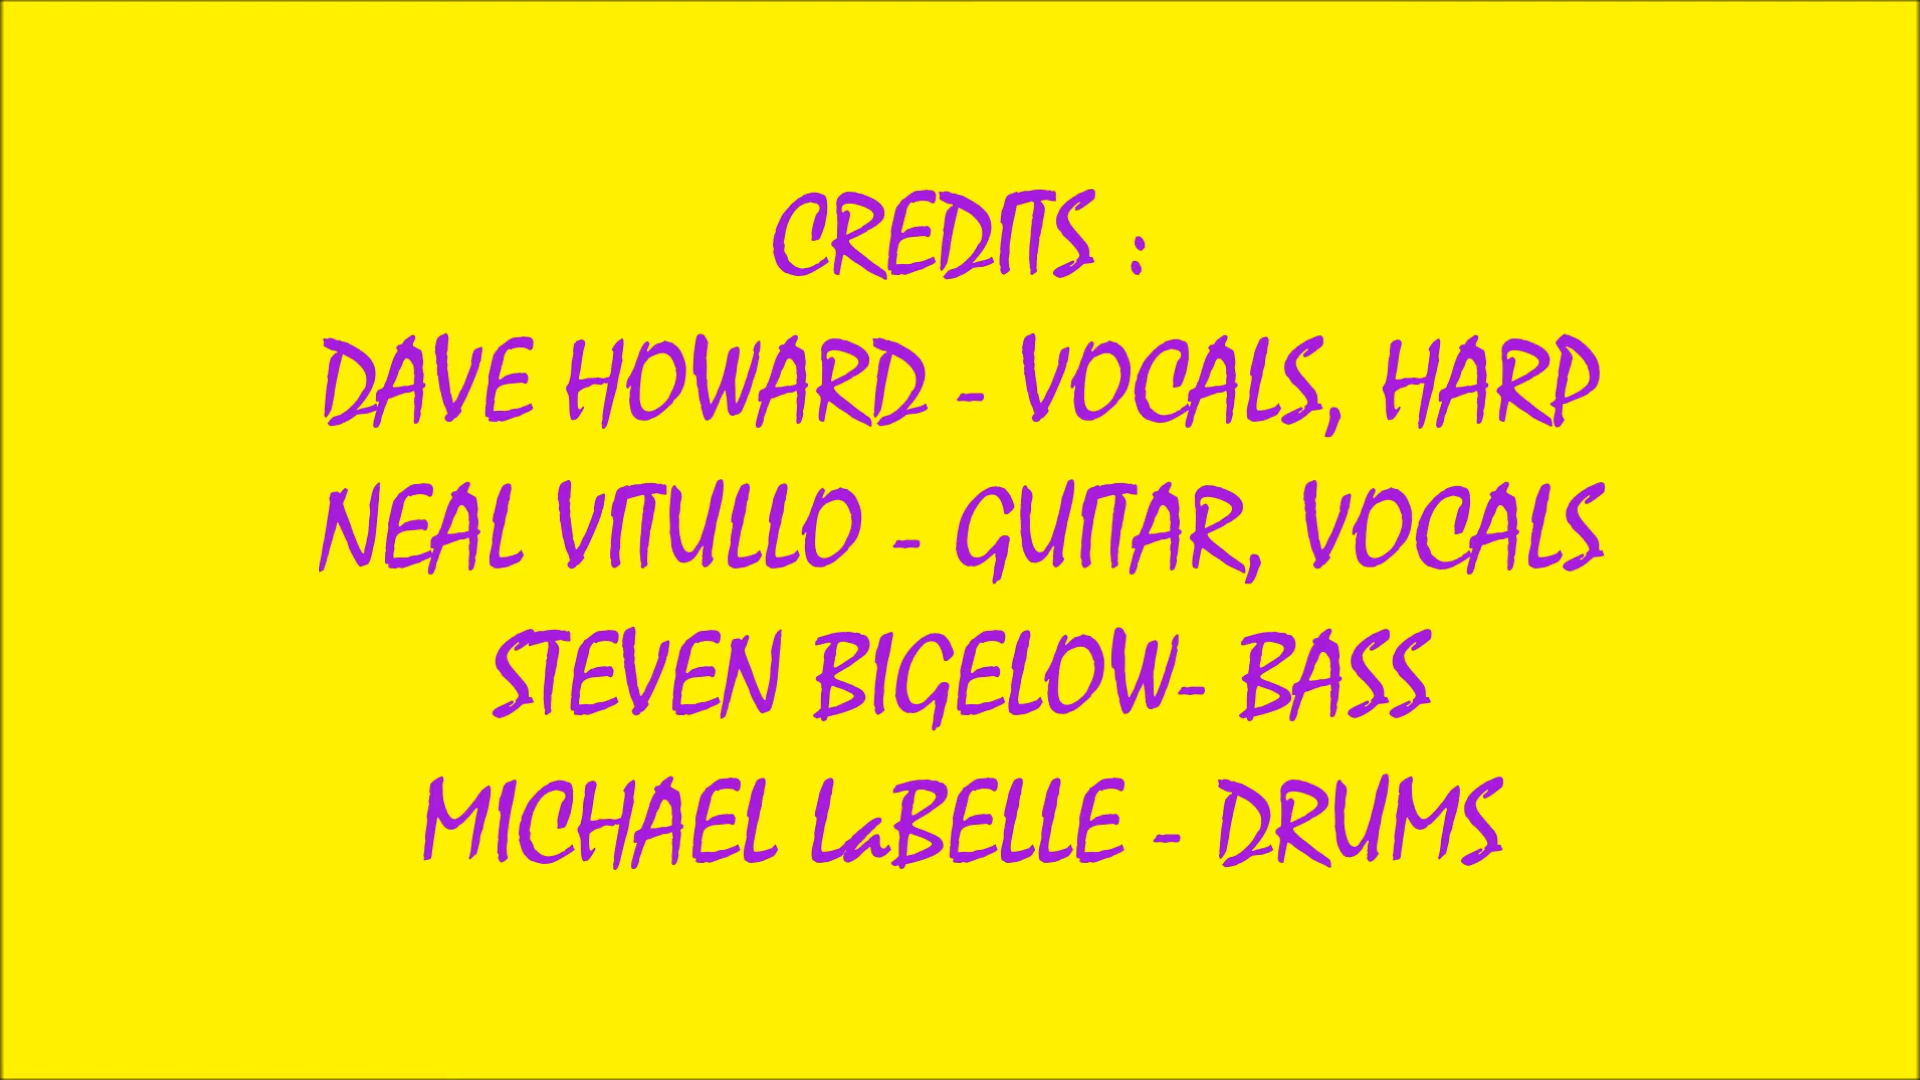 CREDITS :
DAVE HOWARD - VOCALS, HARP
NEAL VITULLO - GUITAR, VOCALS
STEVEN BIGELOW- BASS
MICHAEL LaBELLE - DRUMS